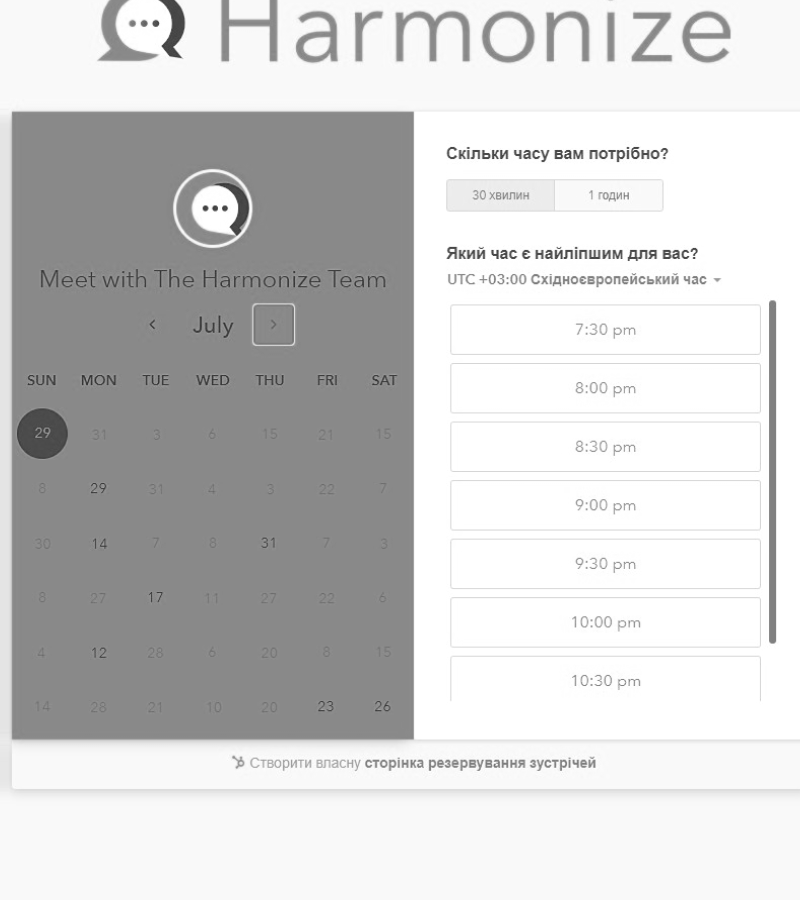 Harmonize
Meet with The Harmonize Team
July
SUN MON TUE WED THU FRI SAT
29 31 3 6 15 21 15
8 29 31 4 3 22 7
30 14 7 8 31 7 3
8 27 17 11 27 22 6
4 12 28 6 20 8 15
14 28 21 10 20 23 26
Скільки часу вам потрібно?
30 хвилин 1 годин
Який час є найліпшим для вас?
UTC +03:00 Східноєвропейський час
7:30 pm
8:00 pm
8:30 pm
9:00 pm
9:30 pm
10:00 pm
10:30 pm
Створити власну сторінка резервування зустрічей